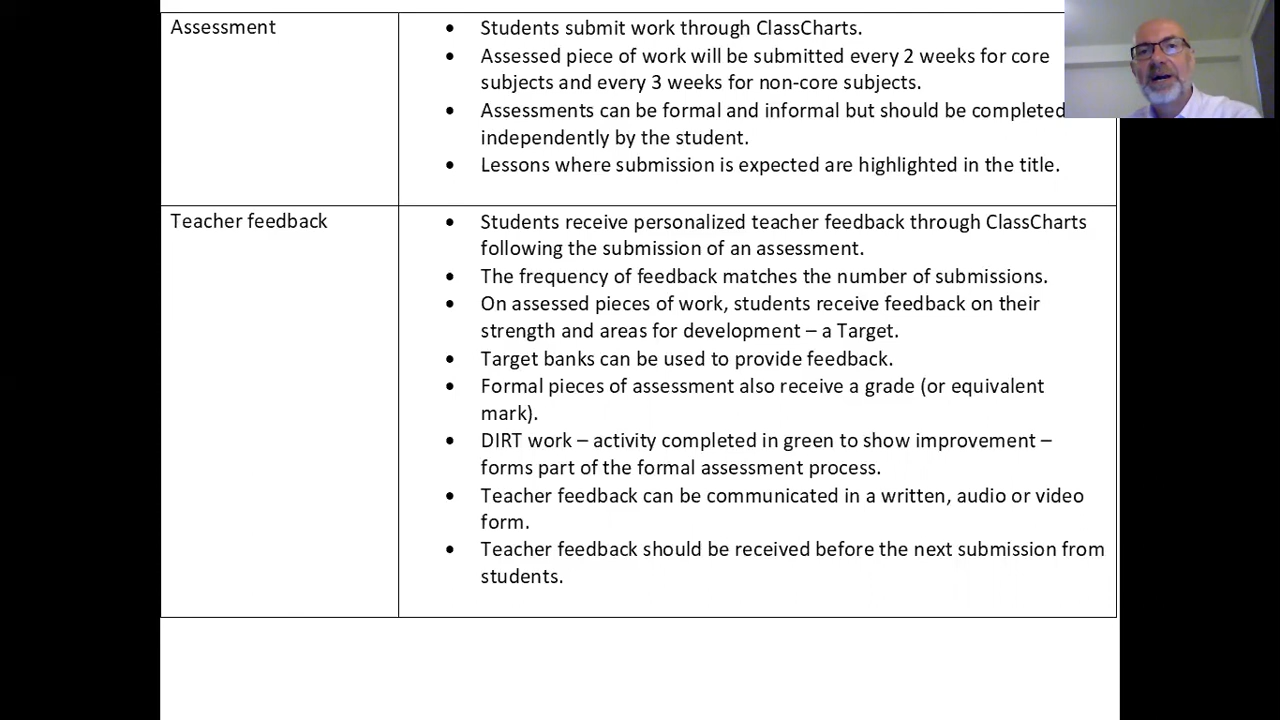 Assessment
• Students submit work through ClassCharts.
• Assessed piece of work will be submitted every 2 weeks for core
subjects and every 3 weeks for non-core subjects.
• Assessments can be formal and informal but should be completed
independently by the student.
• Lessons where submission is expected are highlighted in the title.
Teacher feedback
• Students receive personalized teacher feedback through ClassCharts
following the submission of an assessment.
• The frequency of feedback matches the number of submissions.
• On assessed pieces of work, students receive feedback on their
strength and areas for development – a Target.
• Target banks can be used to provide feedback.
• Formal pieces of assessment also receive a grade (or equivalent
mark).
• DIRT work – activity completed in green to show improvement –
forms part of the formal assessment process.
• Teacher feedback can be communicated in a written, audio or video
form.
• Teacher feedback should be received before the next submission from
students.